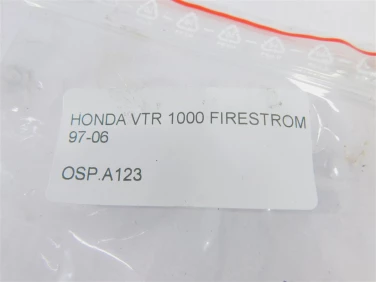 HONDA VTR 1000 FIRESTROM
97-06
OSP.A123